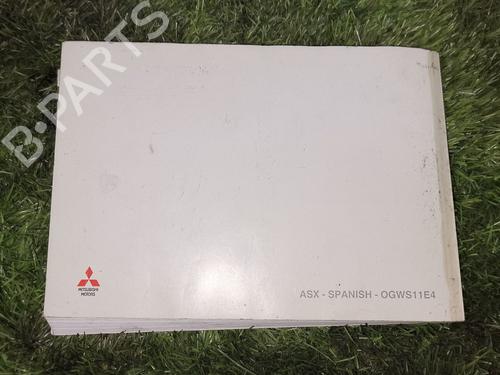 B-PARTS
MITSUBISHI
MOTORS
ASX - SPANISH - OGWS11E4